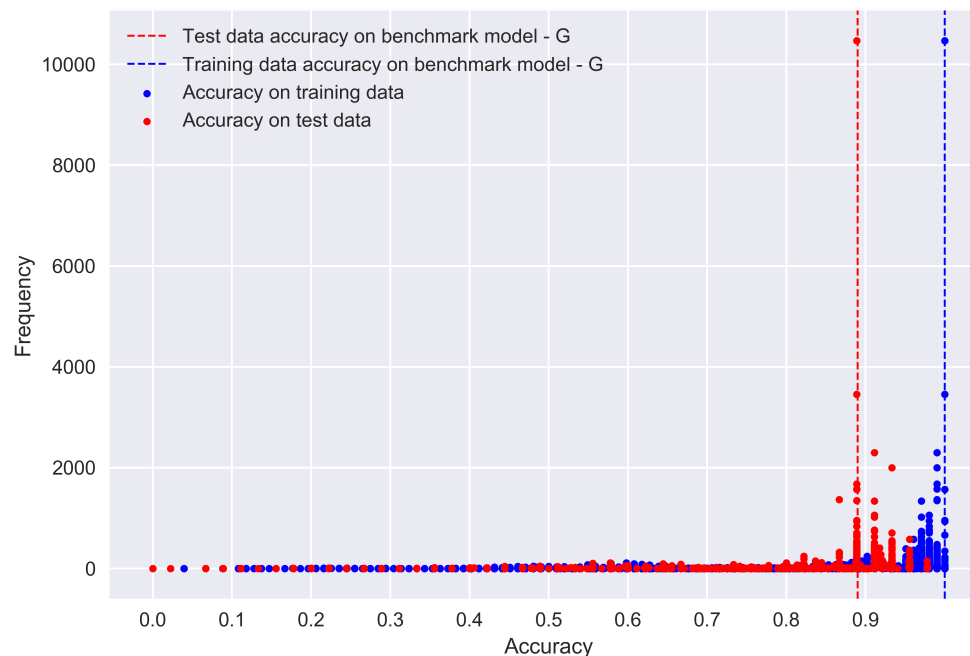 Test data accuracy on benchmark model - G
Training data accuracy on benchmark model - G
Accuracy on training data
Accuracy on test data
10000
8000
6000
4000
2000
0
Frequency
0.0 0.1 0.2 0.3 0.4 0.5 0.6 0.7 0.8 0.9
Accuracy